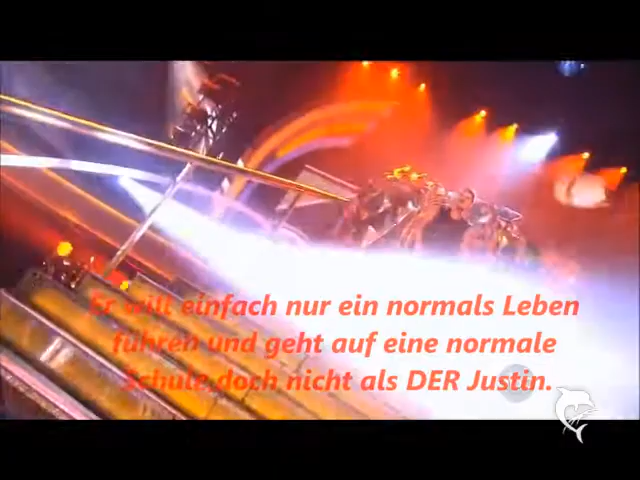 Er will einfach nur ein normals Leben
führen und geht auf eine normale
Schule, doch nicht als DER Justin.